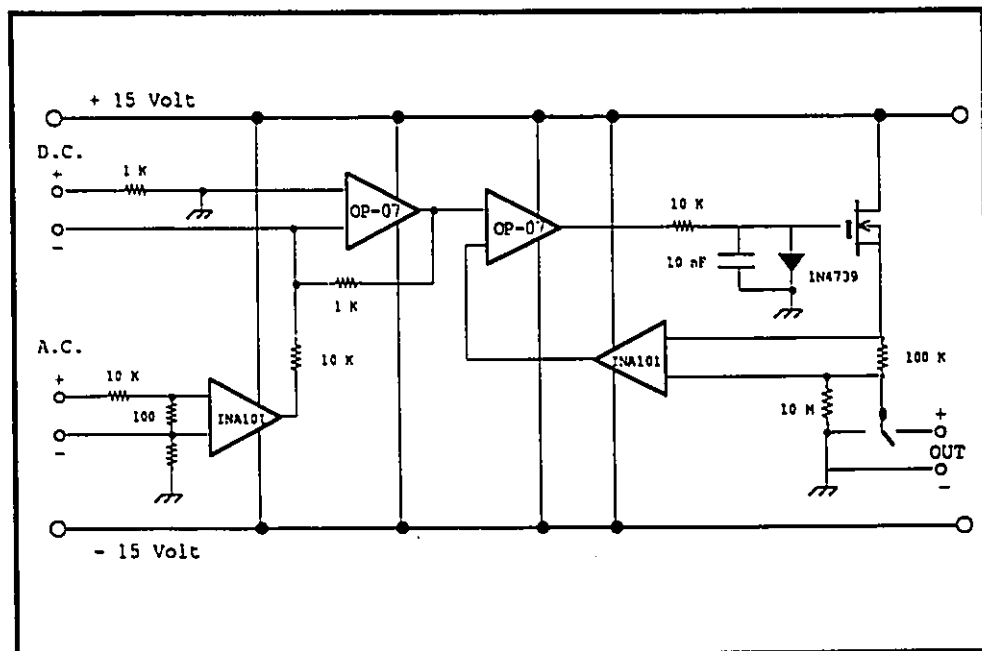 + 15 Volt
D.C.
+
1 K
-
OP-07
OP-07
10 K
10 nF
1N4739
1 K
A.C.
+
10 K
100
-
INA101
10 K
INA101
100 K
10 M
+
OUT
-
- 15 Volt